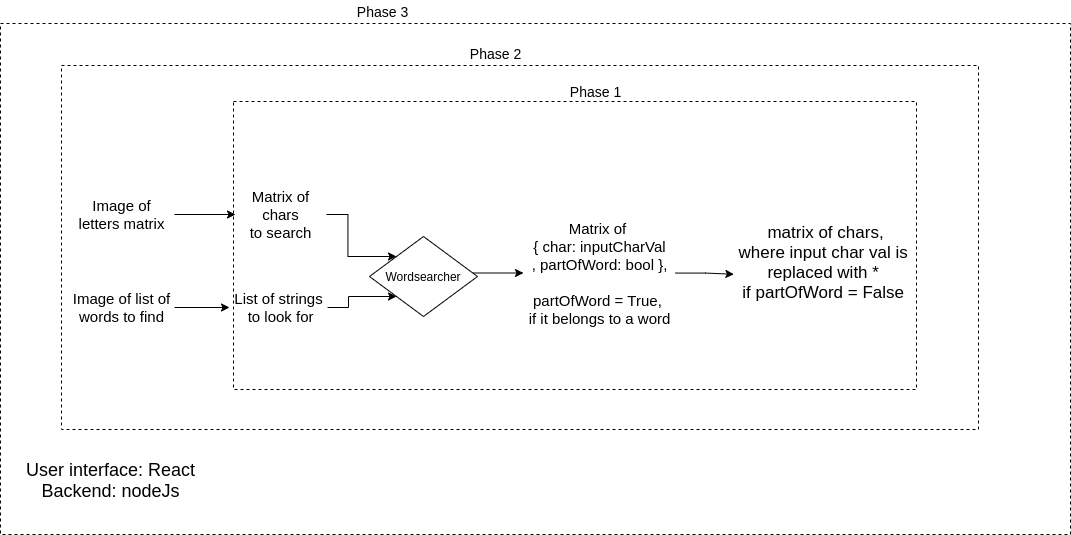 Phase 3
Phase 2
Phase 1
Image of
letters matrix
Matrix of
chars
to search
Image of list of
words to find
List of strings
to look for
Wordsearcher
Matrix of
{ char: inputCharVal
, partOfWord: bool },
partOfWord = True,
if it belongs to a word
matrix of chars,
where input char val is
replaced with *
if partOfWord = False
User interface: React
Backend: nodeJs